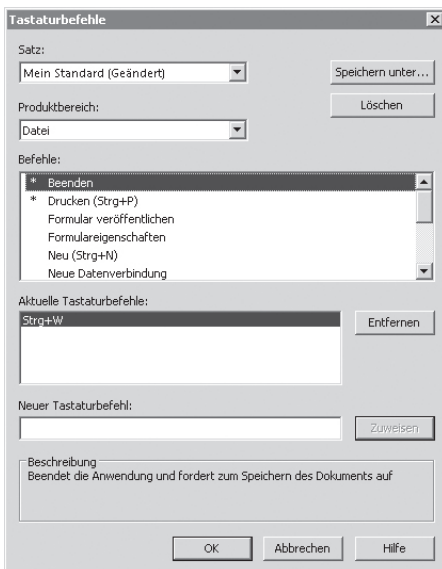 Tastaturbefehle
Satz:
Mein Standard (Geändert)
Speichern unter...
Löschen
Produktbereich:
Datei
Befehle:
* Beenden
* Drucken (Strg+P)
Formular veröffentlichen
Formulareigenschaften
Neu (Strg+N)
Neue Datenverbindung
Aktuelle Tastaturbefehle:
Strg+W
Entfernen
Neuer Tastaturbefehl:
Zuweisen
Beschreibung
Beendet die Anwendung und fordert zum Speichern des Dokuments auf
OK
Abbrechen
Hilfe